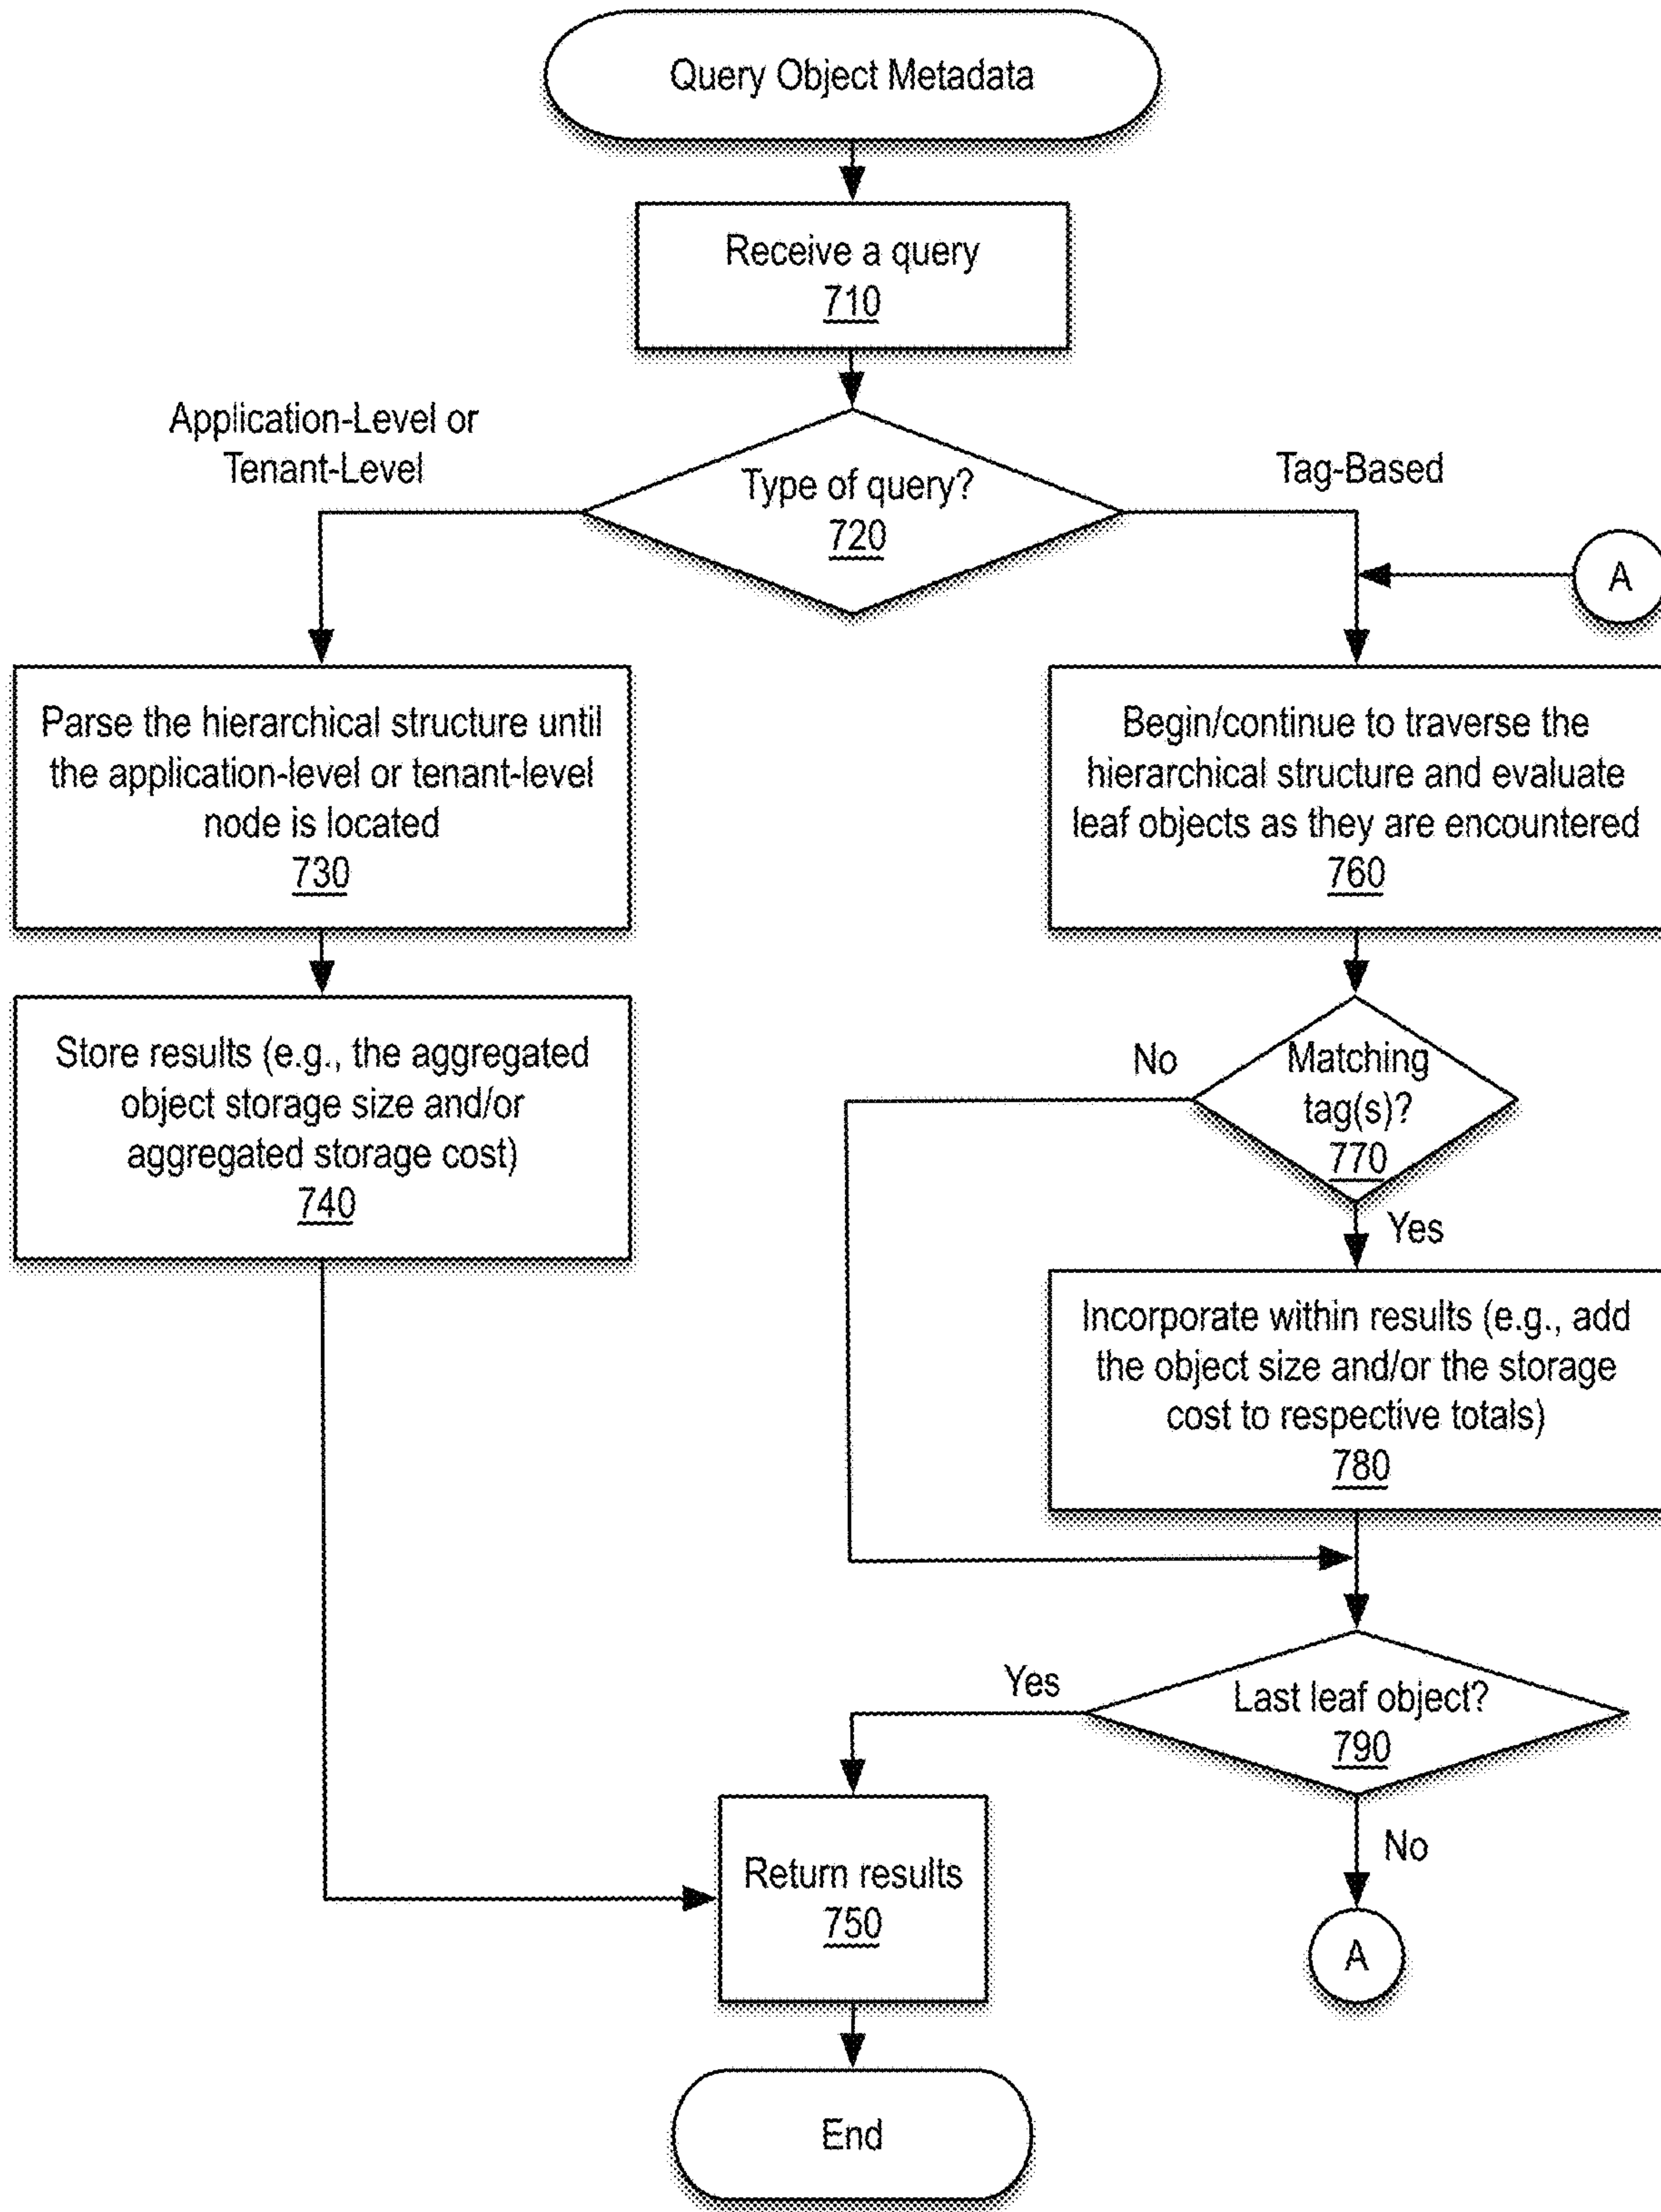 Query Object Metadata
Receive a query
710
Application-Level or
Tenant-Level
Type of query?
720
Tag-Based
A
Parse the hierarchical structure until
the application-level or tenant-level
node is located
730
Begin/continue to traverse the
hierarchical structure and evaluate
leaf objects as they are encountered
760
Store results (e.g., the aggregated
object storage size and/or
aggregated storage cost)
740
No
Matching
tag(s)?
770
Yes
Incorporate within results (e.g., add
the object size and/or the storage
cost to respective totals)
780
Yes
Last leaf object?
790
No
Return results
750
A
End